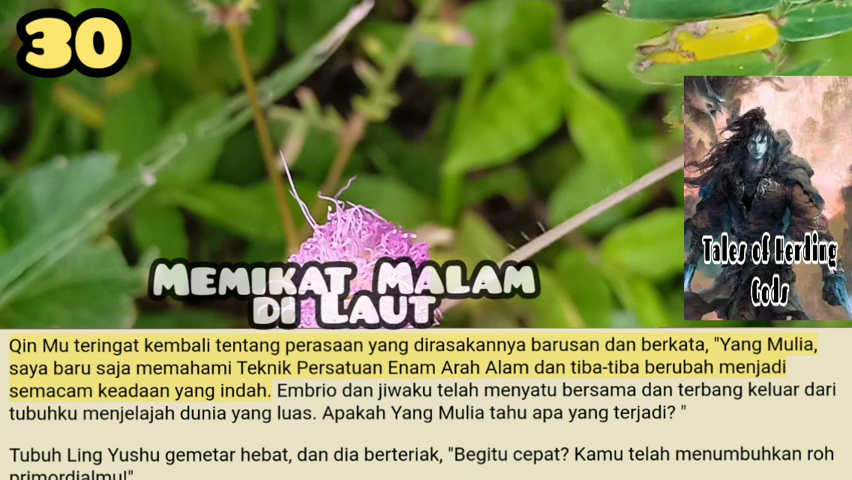 30
Tales of Herding
Gods
MEMIKAT MALAM
DI LAUT
Qin Mu teringat kembali tentang perasaan yang dirasakannya barusan dan berkata, "Yang Mulia,
saya baru saja memahami Teknik Persatuan Enam Arah Alam dan tiba-tiba berubah menjadi
semacam keadaan yang indah. Embrio dan jiwaku telah menyatu bersama dan terbang keluar dari
tubuhku menjelajah dunia yang luas. Apakah Yang Mulia tahu apa yang terjadi? "
Tubuh Ling Yushu gemetar hebat, dan dia berteriak, "Begitu cepat? Kamu telah menumbuhkan roh
primordialmu!"